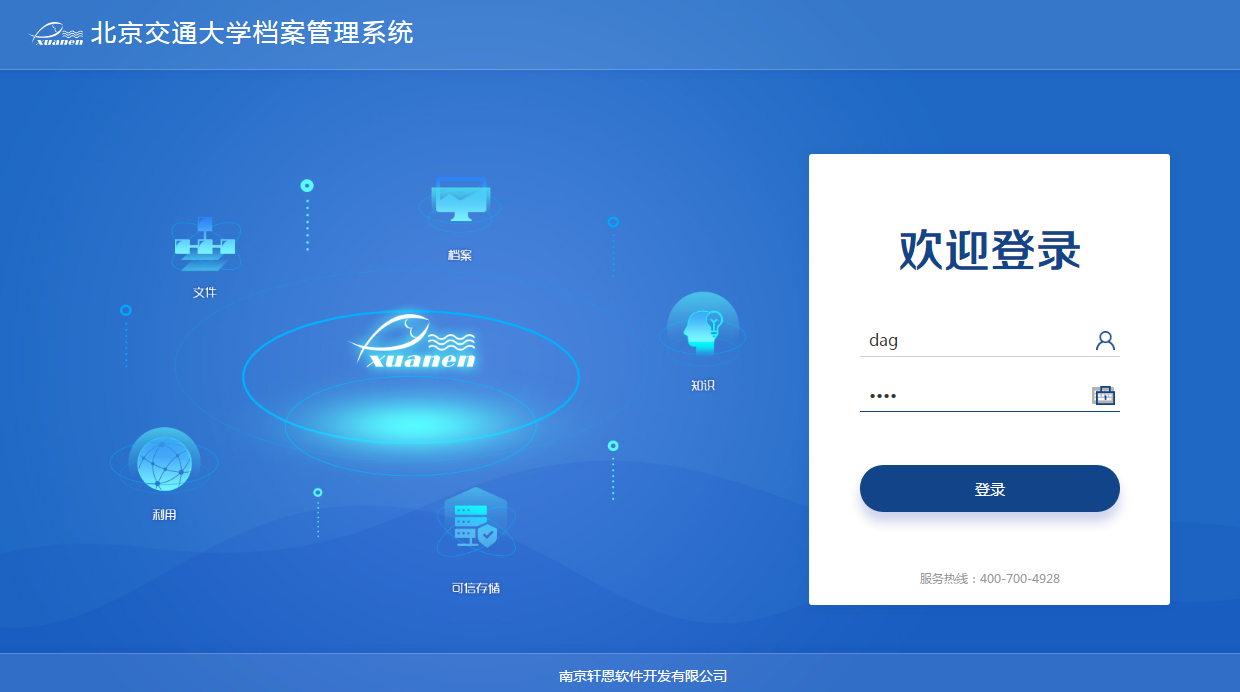 xuanen 北京交通大学档案管理系统
档案
文件
xuanen
知识
利用
可信存储
欢迎登录
dag
••••
登录
服务热线：400-700-4928
南京轩恩软件开发有限公司